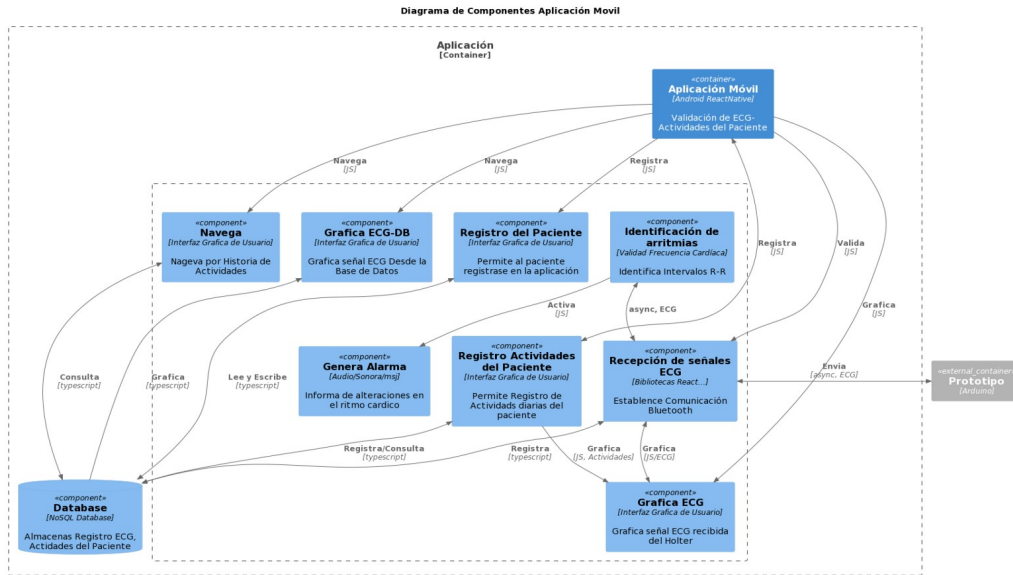 Diagrama de Componentes Aplicación Movil
Aplicación
[Container]
«container»
Aplicación Móvil
[Android ReactNative]
Validación de ECG-
Actividades del Paciente
Navega
[JS]
Navega
[JS]
Registra
[JS]
«component»
Navega
[Interfaz Grafica de Usuario]
Nageva por Historia de
Actividades
«component»
Grafica ECG-DB
[Interfaz Grafica de Usuario]
Grafica señal ECG Desde la
Base de Datos
«component»
Registro del Paciente
[Interfaz Grafica de Usuario]
Permite al paciente
registrase en la aplicación
«component»
Identificación de
arritmias
[Validad Frecuencia Cardíaca]
Identifica Intervalos R-R
Registra
[JS]
Valida
[JS]
Activa
[JS]
async, ECG
Grafica
[JS]
«component»
Genera Alarma
[Audio/Sonora/msj]
Informa de alteraciones en
el ritmo cardico
«component»
Registro Actividades
del Paciente
[Interfaz Grafica de Usuario]
Permite Registro de
Actividads diarias del
paciente
«component»
Recepción de señales
ECG
[Bibliotecas React...]
Establence Comunicación
Bluetooth
Envia
[async, ECG]
«external_container»
Prototipo
[Arduino]
Consulta
[typescript]
Grafica
[typescript]
Lee y Escribe
[typescript]
Registra/Consulta
[typescript]
Registra
[typescript]
Grafica
[JS, Actividades]
Grafica
[JS/ECG]
«component»
Database
[NoSQL Database]
Almacenas Registro ECG,
Actidades del Paciente
«component»
Grafica ECG
[Interfaz Grafica de Usuario]
Grafica señal ECG recibida
del Holter